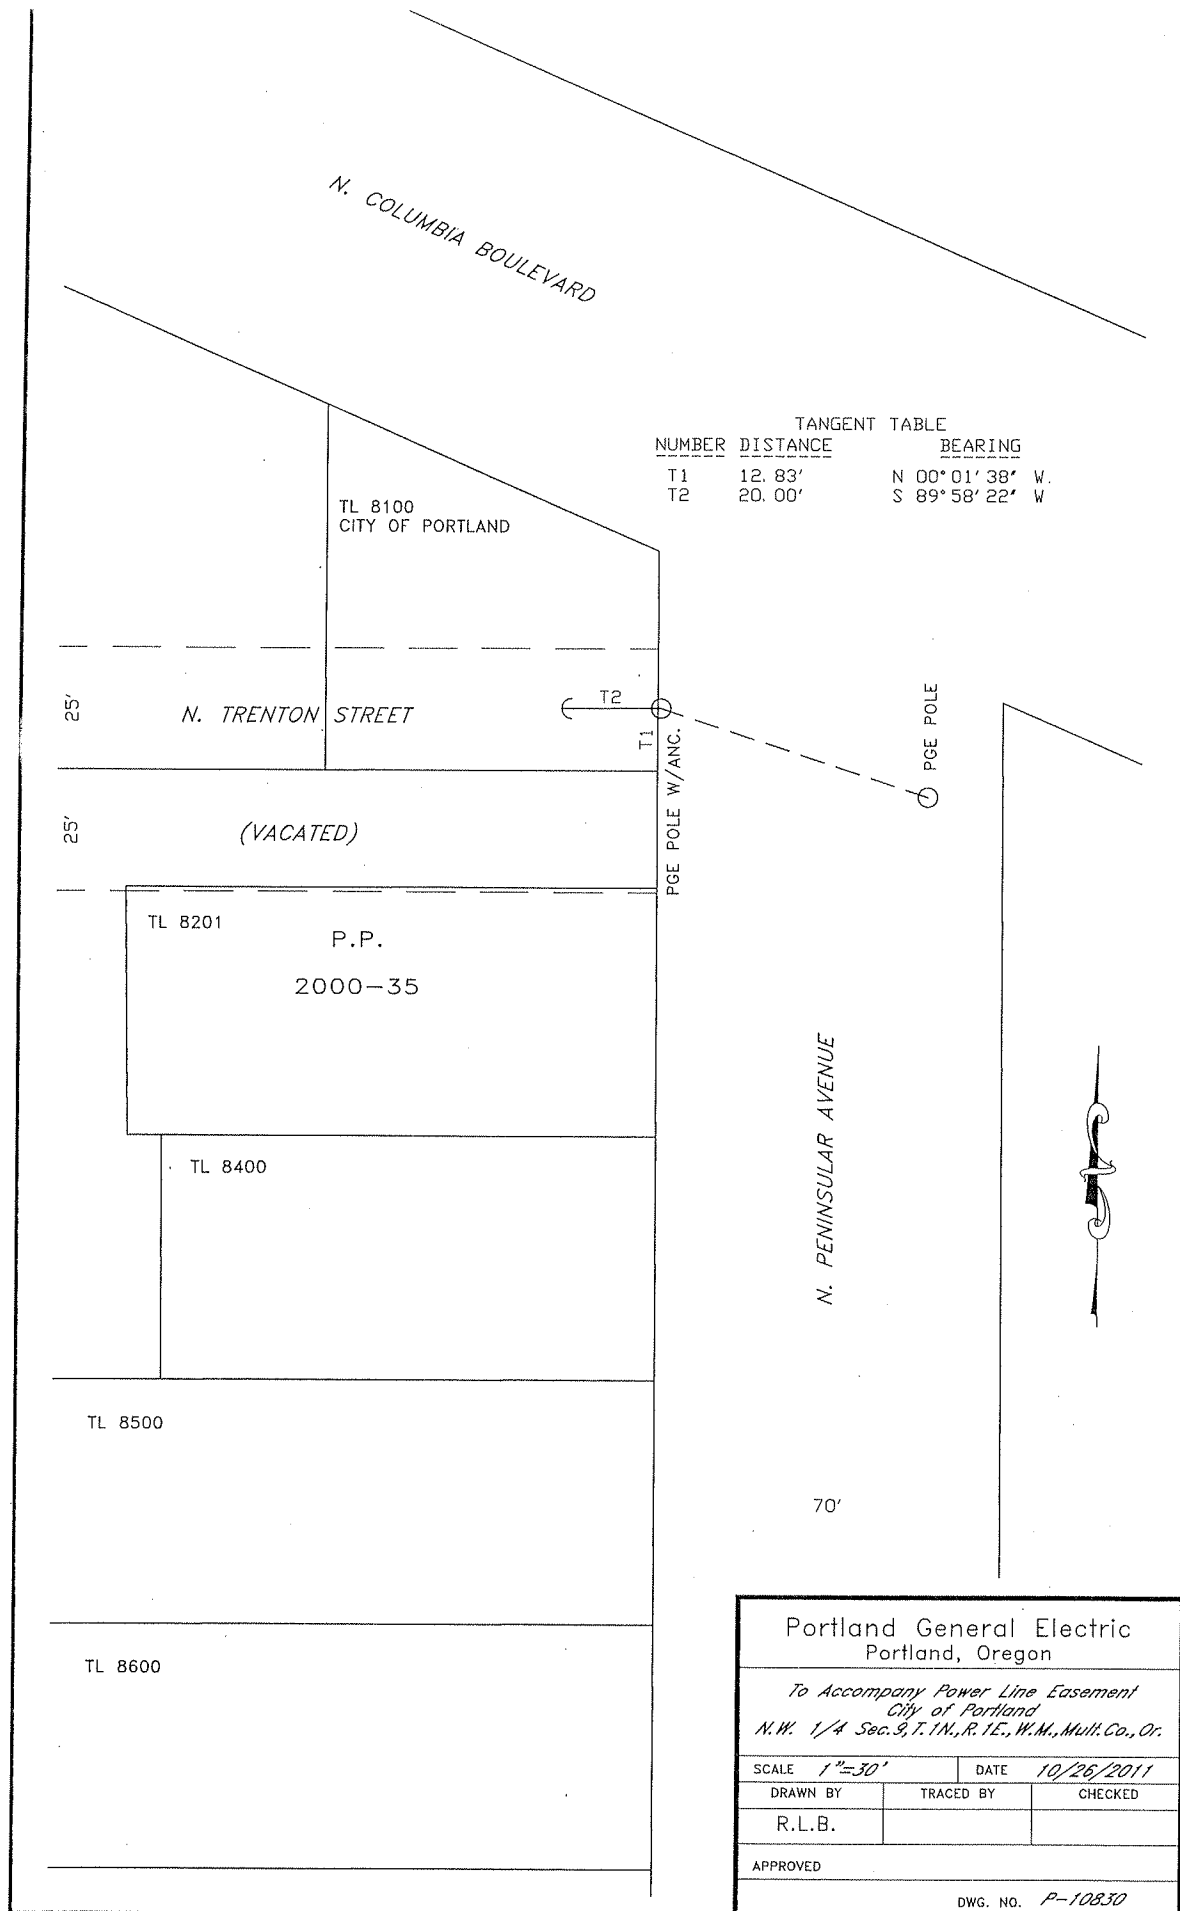 N. COLUMBIA BOULEVARD
TANGENT TABLE
NUMBER DISTANCE BEARING
T1 12.83' N 00°01'38" W.
T2 20.00' S 89°58'22" W
TL 8100
CITY OF PORTLAND
25'
N. TRENTON STREET
T2
T1
PGE POLE W/ANC.
PGE POLE
25'
(VACATED)
TL 8201
P.P.
2000-35
N. PENINSULAR AVENUE
TL 8400
TL 8500
70'
TL 8600
Portland General Electric
Portland, Oregon
To Accompany Power Line Easement
City of Portland
N.W. 1/4 Sec.9,T.1N.,R.1E.,W.M.,Mult.Co.,Or.
SCALE 1"=30' DATE 10/26/2011
DRAWN BY TRACED BY CHECKED
R.L.B.
APPROVED
DWG. NO. P-10830